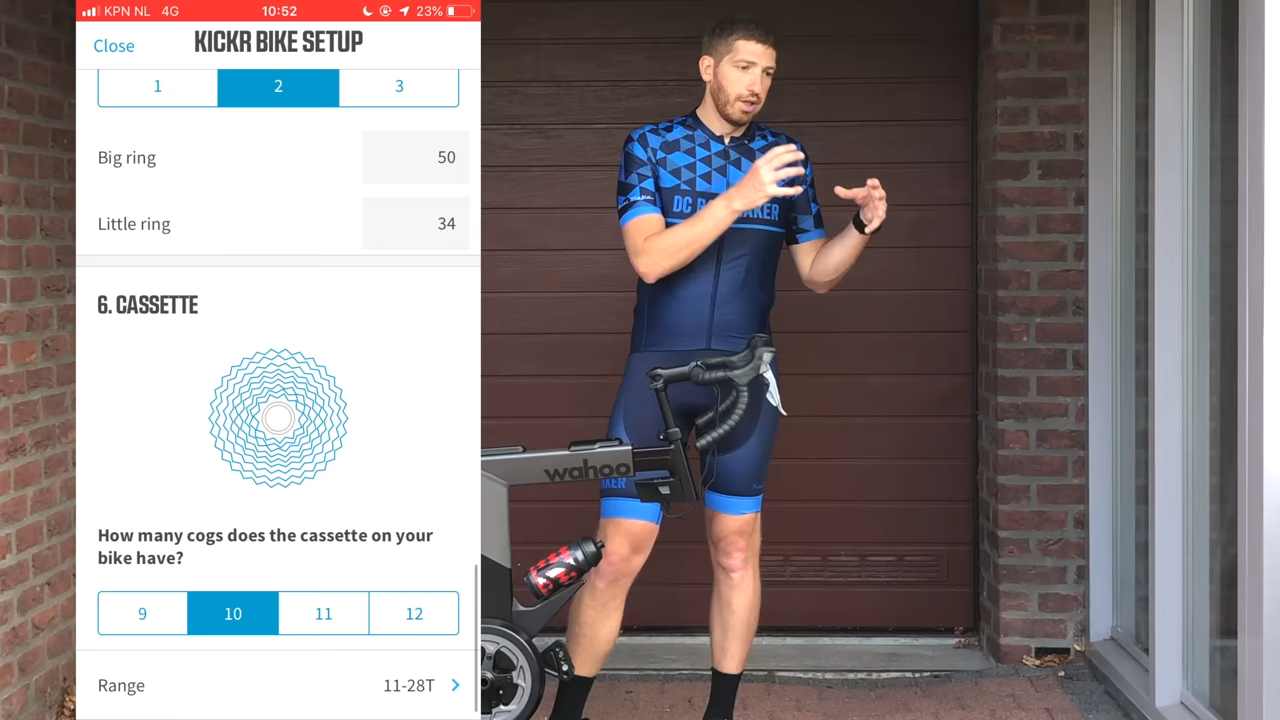 KPN NL 4G 10:52 23%
Close KICKR BIKE SETUP
1 2 3
Big ring 50
Little ring 34
6. CASSETTE
How many cogs does the cassette on your
bike have?
9 10 11 12
Range 11-28T
DC MAKER
wahoo